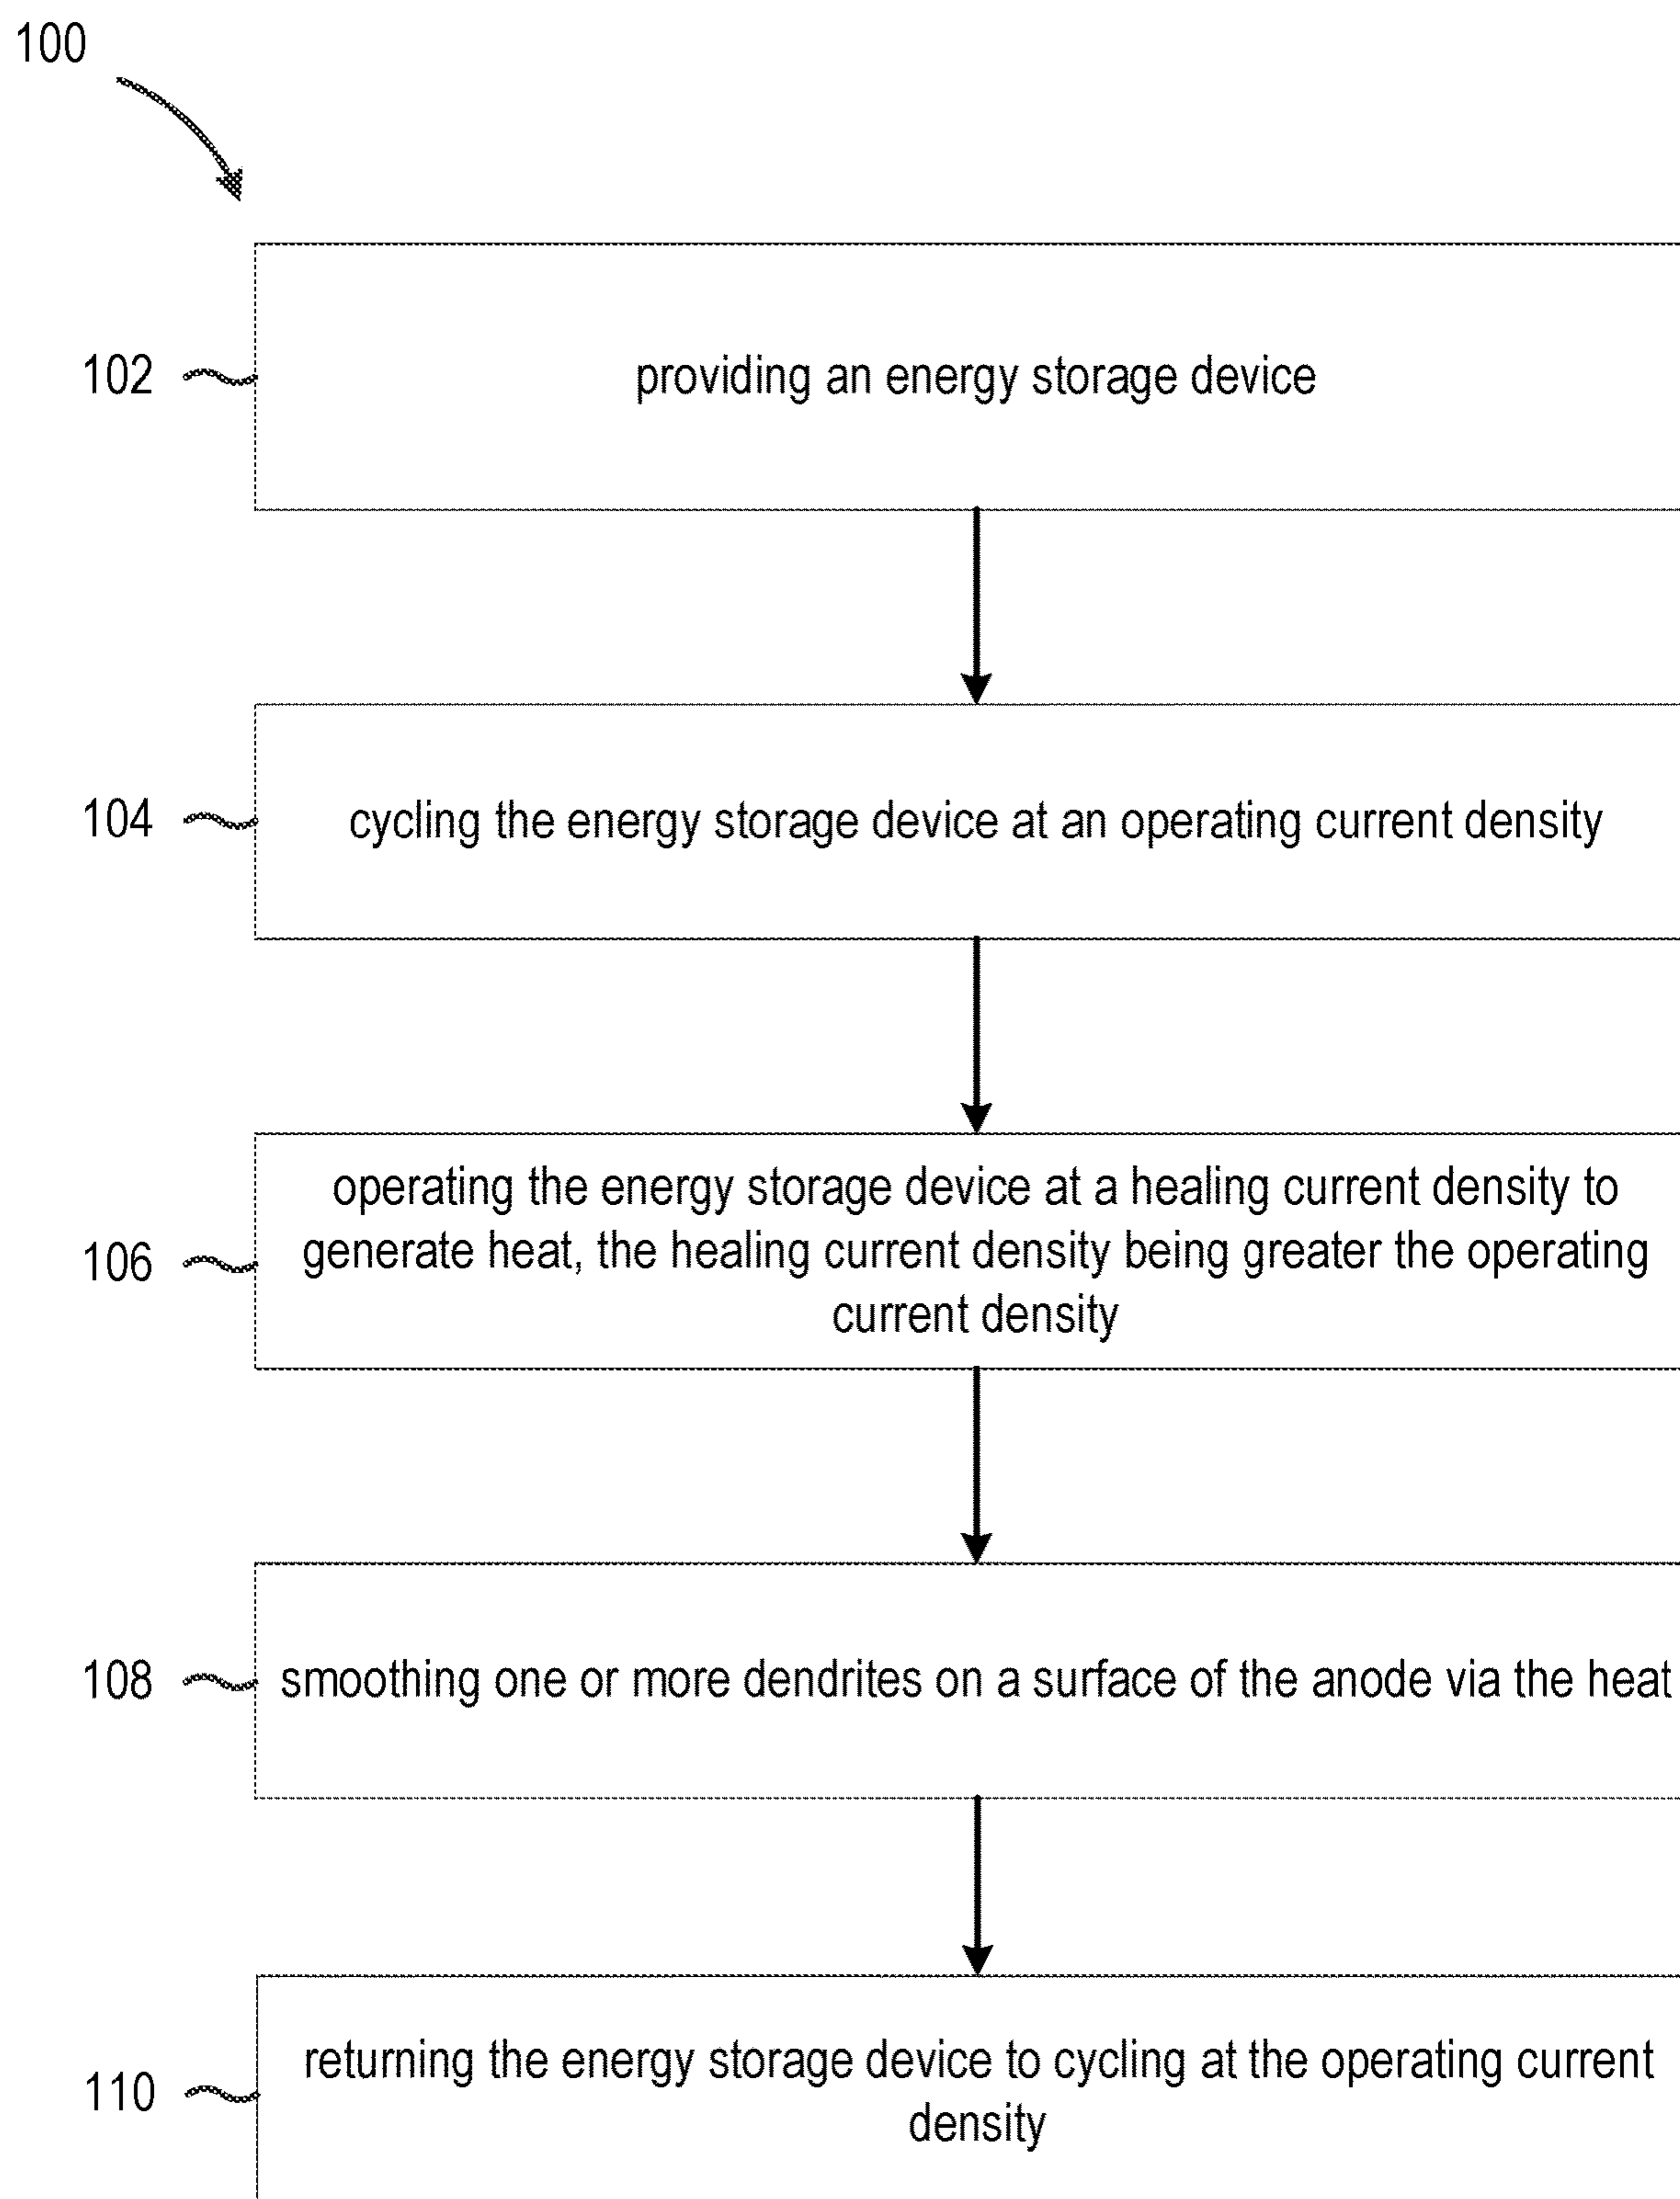 100
102
providing an energy storage device
104
cycling the energy storage device at an operating current density
106
operating the energy storage device at a healing current density to
generate heat, the healing current density being greater the operating
current density
108
smoothing one or more dendrites on a surface of the anode via the heat
110
returning the energy storage device to cycling at the operating current
density